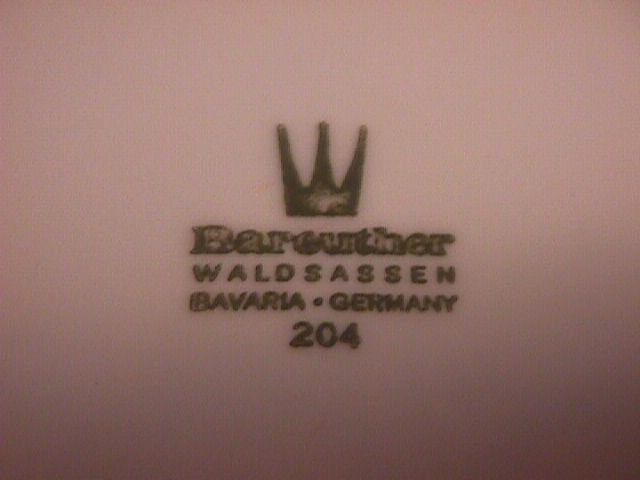 Bareuther
WALDSASSEN
BAVARIA • GERMANY
204